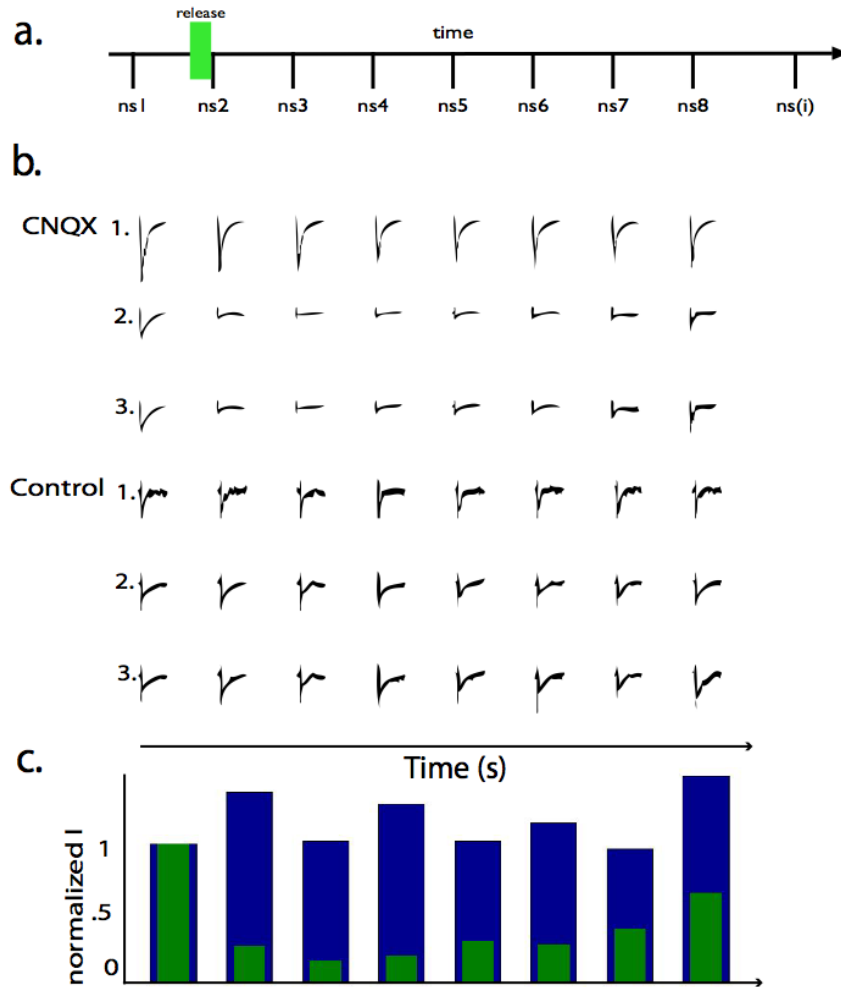 a.
release
time
ns1 ns2 ns3 ns4 ns5 ns6 ns7 ns8 ns(i)
b.
CNQX 1.
2.
3.
Control 1.
2.
3.
c.
Time (s)
normalized I
1
.5
0